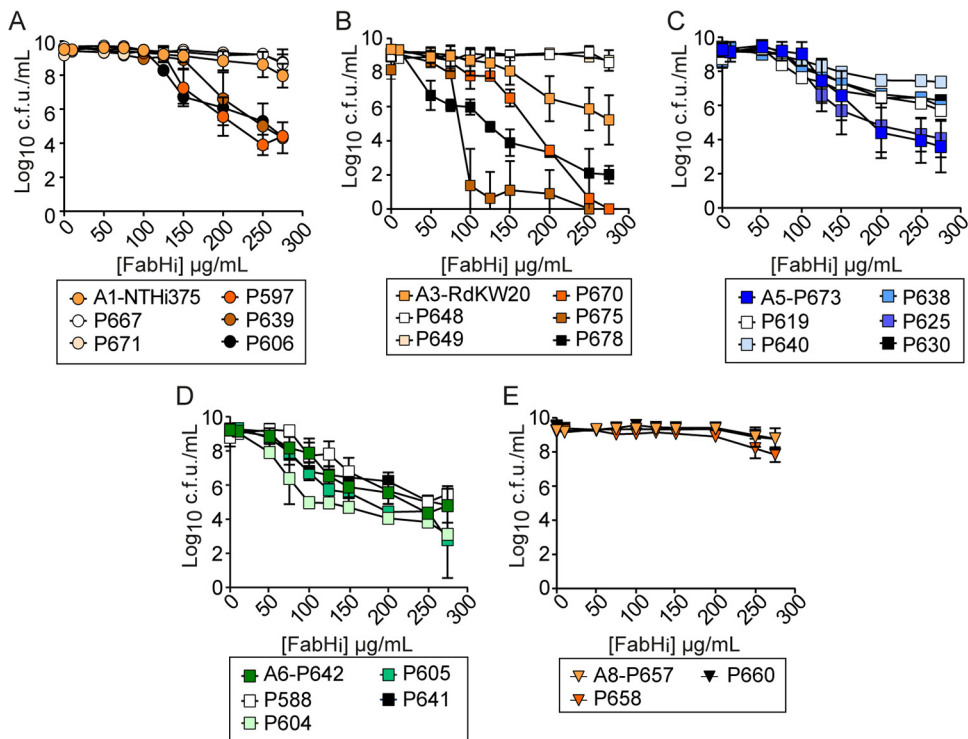 A
Log10 c.f.u./mL
10
8
6
4
2
0
0 50 100 150 200 250 300
[FabHi] µg/mL
A1-NTHi375 P597
P667 P639
P671 P606
B
Log10 c.f.u./mL
10
8
6
4
2
0
0 50 100 150 200 250 300
[FabHi] µg/mL
A3-RdKW20 P670
P648 P675
P649 P678
C
Log10 c.f.u./mL
10
8
6
4
2
0
0 50 100 150 200 250 300
[FabHi] µg/mL
A5-P673 P638
P619 P625
P640 P630
D
Log10 c.f.u./mL
10
8
6
4
2
0
0 50 100 150 200 250 300
[FabHi] µg/mL
A6-P642 P605
P588 P641
P604
E
Log10 c.f.u./mL
10
8
6
4
2
0
0 50 100 150 200 250 300
[FabHi] µg/mL
A8-P657 P660
P658